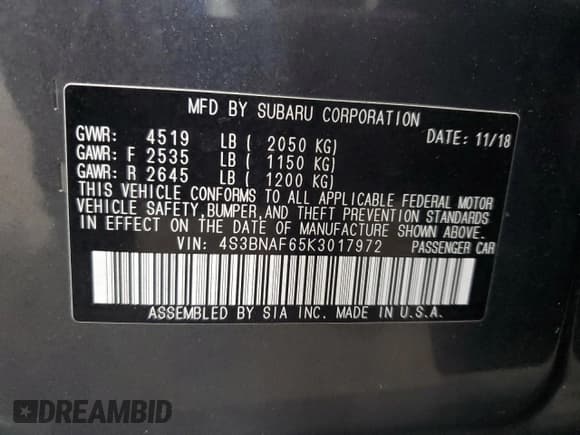 MFD BY SUBARU CORPORATION
GVWR: 4519 LB ( 2050 KG) DATE: 11/18
GAWR: F 2535 LB ( 1150 KG)
GAWR: R 2645 LB ( 1200 KG)
THIS VEHICLE CONFORMS TO ALL APPLICABLE FEDERAL MOTOR
VEHICLE SAFETY,BUMPER,AND THEFT PREVENTION STANDARDS
IN EFFECT ON THE DATE OF MANUFACTURE SHOWN ABOVE.
VIN: 4S3BNAF65K3017972 PASSENGER CAR
ASSEMBLED BY SIA INC. MADE IN U.S.A.
DREAMBID